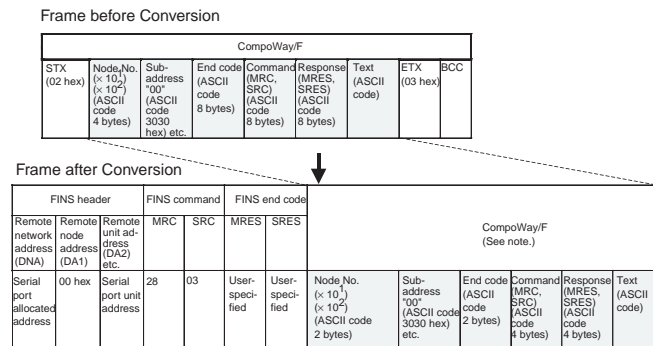 Frame before Conversion
CompoWay/F
STX
(02 hex)
Node No.
(× 10¹)
(× 10²)
(ASCII
code
4 bytes)
Sub-
address
"00"
(ASCII
code
3030
hex) etc.
End code
(ASCII
code
8 bytes)
Command
(MRC,
SRC)
(ASCII
code
8 bytes)
Response
(MRES,
SRES)
(ASCII
code
8 bytes)
Text
(ASCII
code)
ETX
(03 hex)
BCC
Frame after Conversion
FINS header
FINS command
FINS end code
CompoWay/F
(See note.)
Remote
network
address
(DNA)
Remote
node
address
(DA1)
Remote
unit ad-
dress
(DA2)
etc.
MRC
SRC
MRES
SRES
Serial
port
allocated
address
00 hex
Serial
port unit
address
28
03
User-
speci-
fied
User-
speci-
fied
Node No.
(× 10¹)
(× 10²)
(ASCII code
2 bytes)
Sub-
address
"00"
(ASCII code
3030 hex)
etc.
End code
(ASCII
code
2 bytes)
Command
(MRC,
SRC)
(ASCII
code
4 bytes)
Response
(MRES,
SRES)
(ASCII
code
4 bytes)
Text
(ASCII
code)